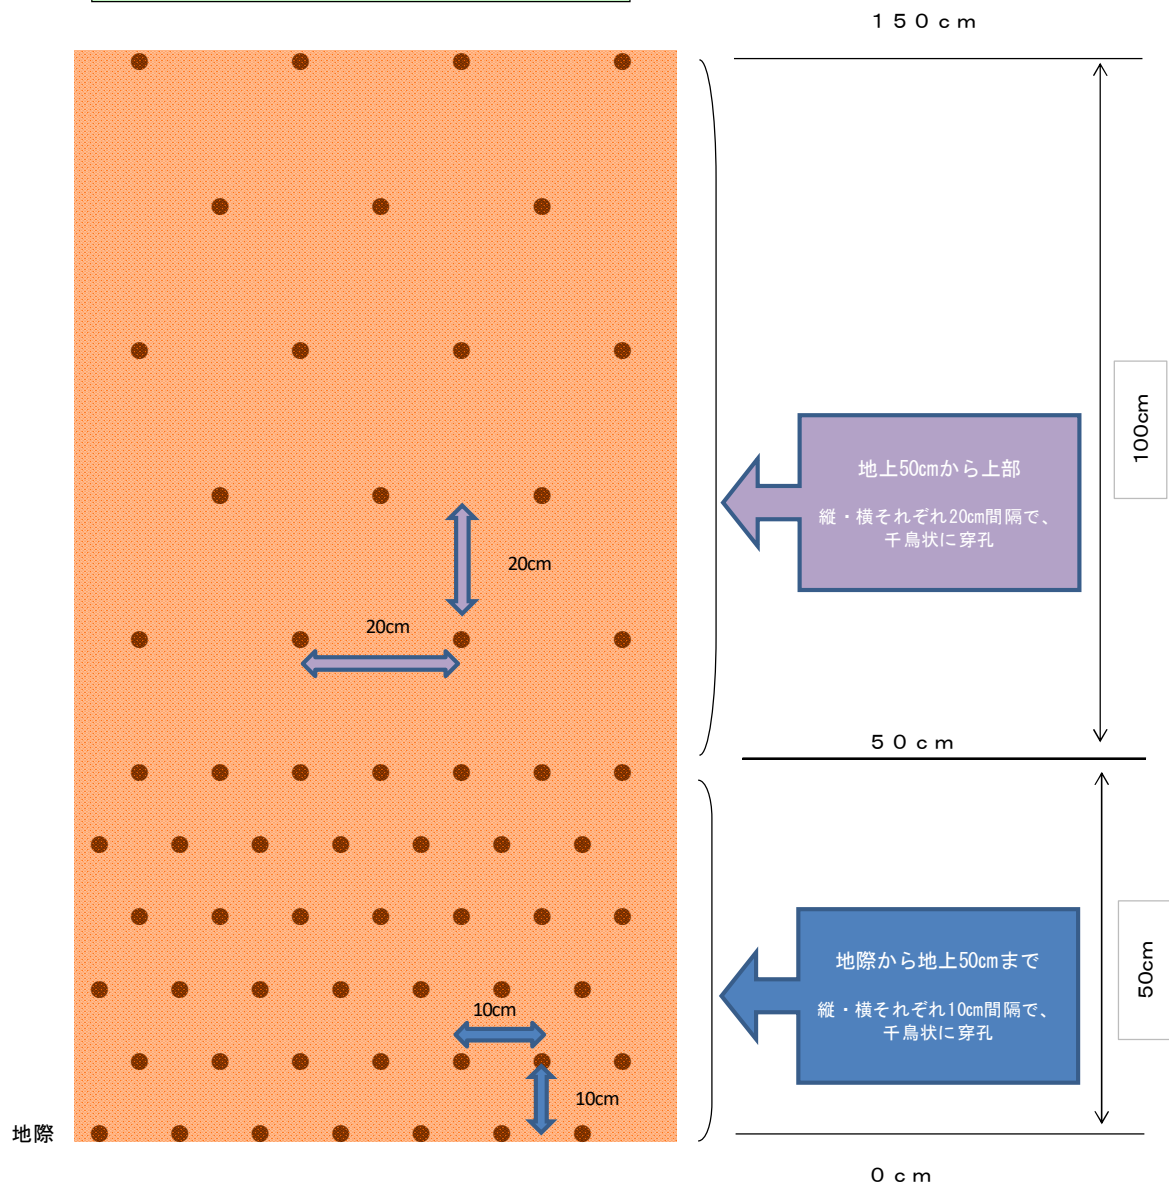 １５０ｃｍ
100cm
地上50cmから上部
縦・横それぞれ20cm間隔で、
千鳥状に穿孔
20cm
20cm
５０ｃｍ
地際から地上50cmまで
縦・横それぞれ10cm間隔で、
千鳥状に穿孔
50cm
10cm
10cm
地際
０ｃｍ